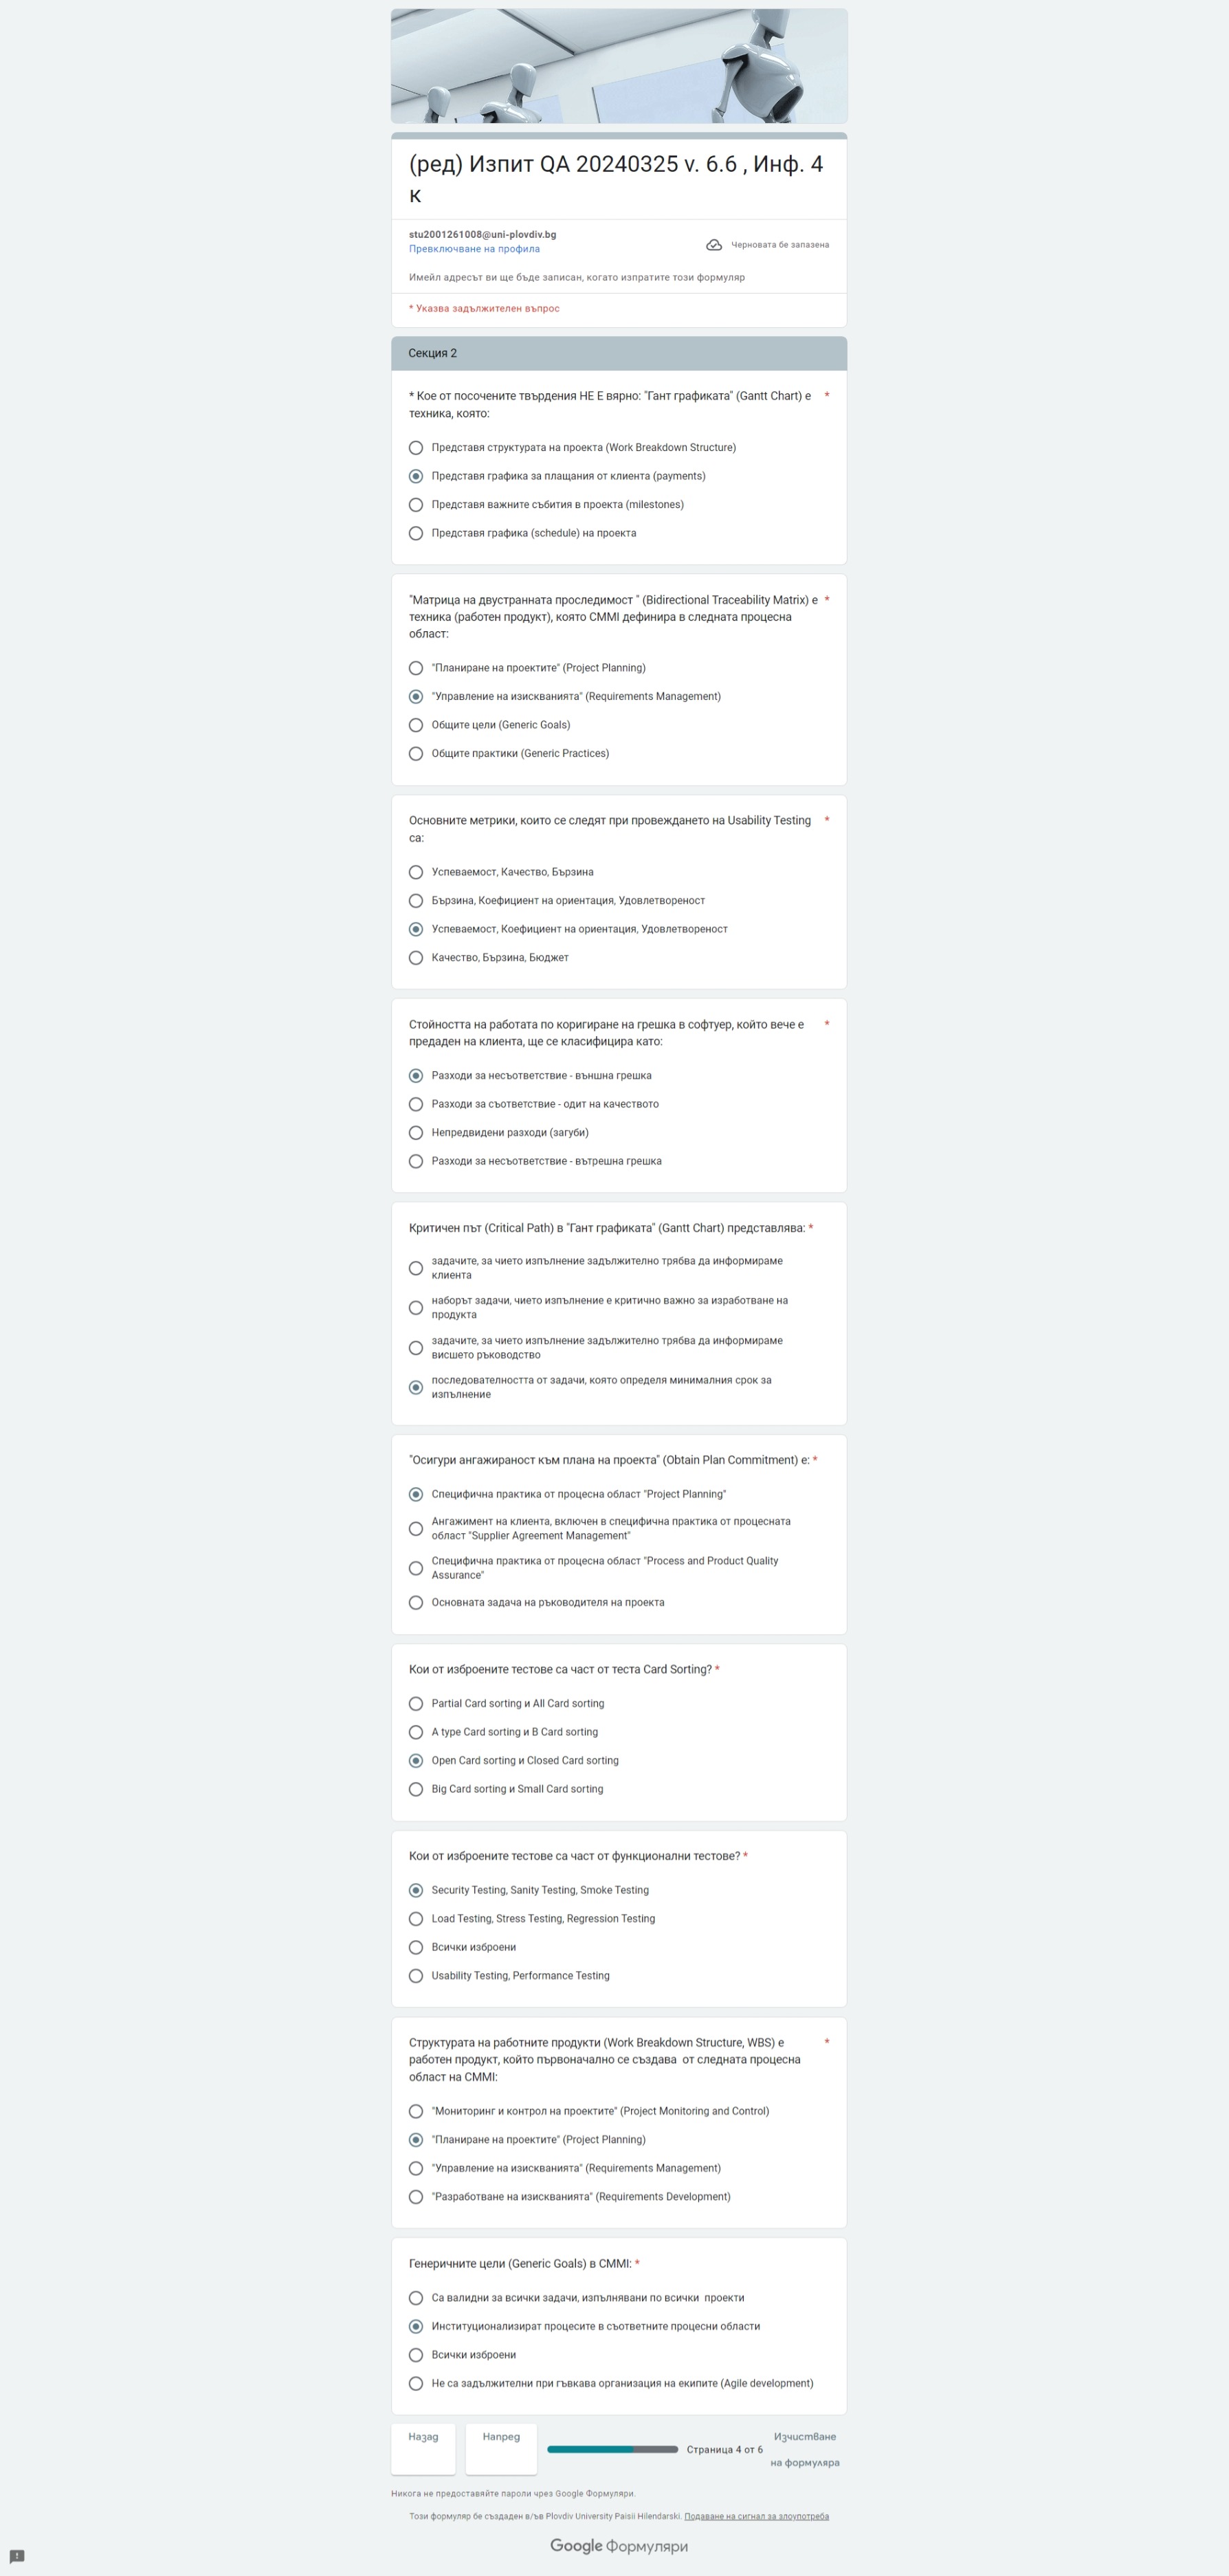 (ред) Изпит QA 20240325 v. 6.6 , Инф. 4
к
stu2001261008@uni-plovdiv.bg
Превключване на профила
Черновата бе запазена
Имейл адресът ви ще бъде записан, когато изпратите този формуляр
* Указва задължителен въпрос
Секция 2
* Кое от посочените твърдения НЕ Е вярно: "Гант графиката" (Gantt Chart) е *
техника, която:
Представя структурата на проекта (Work Breakdown Structure)
Представя графика за плащания от клиента (payments)
Представя важните събития в проекта (milestones)
Представя графика (schedule) на проекта
"Матрица на двустранната проследимост " (Bidirectional Traceability Matrix) е *
техника (работен продукт), която CMMI дефинира в следната процесна
област:
"Планиране на проектите" (Project Planning)
"Управление на изискванията" (Requirements Management)
Общите цели (Generic Goals)
Общите практики (Generic Practices)
Основните метрики, които се следят при провеждането на Usability Testing *
са:
Успеваемост, Качество, Бързина
Бързина, Коефициент на ориентация, Удовлетвореност
Успеваемост, Коефициент на ориентация, Удовлетвореност
Качество, Бързина, Бюджет
Стойността на работата по коригиране на грешка в софтуер, който вече е *
предаден на клиента, ще се класифицира като:
Разходи за несъответствие - външна грешка
Разходи за съответствие - одит на качеството
Непредвидени разходи (загуби)
Разходи за несъответствие - вътрешна грешка
Критичен път (Critical Path) в "Гант графиката" (Gantt Chart) представлява: *
задачите, за чието изпълнение задължително трябва да информираме
клиента
наборът задачи, чието изпълнение е критично важно за изработване на
продукта
задачите, за чието изпълнение задължително трябва да информираме
висшето ръководство
последователността от задачи, която определя минималния срок за
изпълнение
"Осигури ангажираност към плана на проекта" (Obtain Plan Commitment) е: *
Специфична практика от процесна област "Project Planning"
Ангажимент на клиента, включен в специфична практика от процесната
област "Supplier Agreement Management"
Специфична практика от процесна област "Process and Product Quality
Assurance"
Основната задача на ръководителя на проекта
Кои от изброените тестове са част от теста Card Sorting? *
Partial Card sorting и All Card sorting
A type Card sorting и B Card sorting
Open Card sorting и Closed Card sorting
Big Card sorting и Small Card sorting
Кои от изброените тестове са част от функционални тестове? *
Security Testing, Sanity Testing, Smoke Testing
Load Testing, Stress Testing, Regression Testing
Всички изброени
Usability Testing, Performance Testing
Структурата на работните продукти (Work Breakdown Structure, WBS) е *
работен продукт, който първоначално се създава от следната процесна
област на CMMI:
"Мониторинг и контрол на проектите" (Project Monitoring and Control)
"Планиране на проектите" (Project Planning)
"Управление на изискванията" (Requirements Management)
"Разработване на изискванията" (Requirements Development)
Генеричните цели (Generic Goals) в CMMI: *
Са валидни за всички задачи, изпълнявани по всички проекти
Институционализират процесите в съответните процесни области
Всички изброени
Не са задължителни при гъвкава организация на екипите (Agile development)
Назад
Напред
Страница 4 от 6
Изчистване
на формуляра
Никога не предоставяйте пароли чрез Google Формуляри.
Този формуляр бе създаден в/ъв Plovdiv University Paisii Hilendarski. Подаване на сигнал за злоупотреба
Google Формуляри